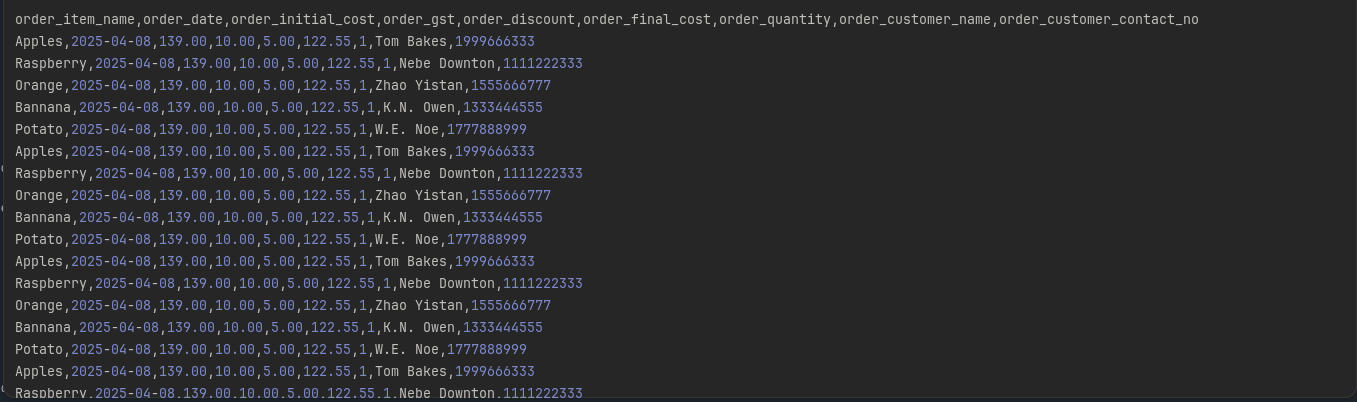 order_item_name,order_date,order_initial_cost,order_gst,order_discount,order_final_cost,order_quantity,order_customer_name,order_customer_contact_no
Apples,2025-04-08,139.00,10.00,5.00,122.55,1,Tom Bakes,1999666333
Raspberry,2025-04-08,139.00,10.00,5.00,122.55,1,Nebe Downton,1111222333
Orange,2025-04-08,139.00,10.00,5.00,122.55,1,Zhao Yistan,1555666777
Bannana,2025-04-08,139.00,10.00,5.00,122.55,1,K.N. Owen,1333444555
Potato,2025-04-08,139.00,10.00,5.00,122.55,1,W.E. Noe,1777888999
Apples,2025-04-08,139.00,10.00,5.00,122.55,1,Tom Bakes,1999666333
Raspberry,2025-04-08,139.00,10.00,5.00,122.55,1,Nebe Downton,1111222333
Orange,2025-04-08,139.00,10.00,5.00,122.55,1,Zhao Yistan,1555666777
Bannana,2025-04-08,139.00,10.00,5.00,122.55,1,K.N. Owen,1333444555
Potato,2025-04-08,139.00,10.00,5.00,122.55,1,W.E. Noe,1777888999
Apples,2025-04-08,139.00,10.00,5.00,122.55,1,Tom Bakes,1999666333
Raspberry,2025-04-08,139.00,10.00,5.00,122.55,1,Nebe Downton,1111222333
Orange,2025-04-08,139.00,10.00,5.00,122.55,1,Zhao Yistan,1555666777
Bannana,2025-04-08,139.00,10.00,5.00,122.55,1,K.N. Owen,1333444555
Potato,2025-04-08,139.00,10.00,5.00,122.55,1,W.E. Noe,1777888999
Apples,2025-04-08,139.00,10.00,5.00,122.55,1,Tom Bakes,1999666333
Raspberry,2025-04-08,139.00,10.00,5.00,122.55,1,Nebe Downton,1111222333